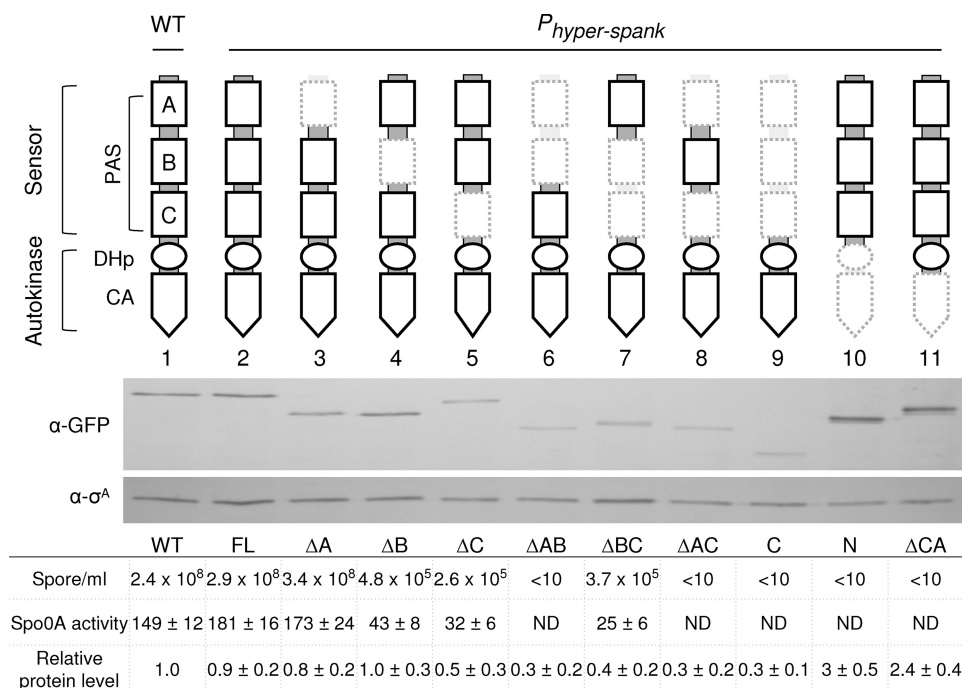 WT P_hyper-spank
Sensor
PAS
A
B
C
Autokinase
DHp
CA
1 2 3 4 5 6 7 8 9 10 11
α-GFP
α-σ^A
WT FL ΔA ΔB ΔC ΔAB ΔBC ΔAC C N ΔCA
Spore/ml 2.4 x 10^8 2.9 x 10^8 3.4 x 10^8 4.8 x 10^5 2.6 x 10^5 <10 3.7 x 10^5 <10 <10 <10 <10
Spo0A activity 149 ± 12 181 ± 16 173 ± 24 43 ± 8 32 ± 6 ND 25 ± 6 ND ND ND ND
Relative
protein level 1.0 0.9 ± 0.2 0.8 ± 0.2 1.0 ± 0.3 0.5 ± 0.3 0.3 ± 0.2 0.4 ± 0.2 0.3 ± 0.2 0.3 ± 0.1 3 ± 0.5 2.4 ± 0.4